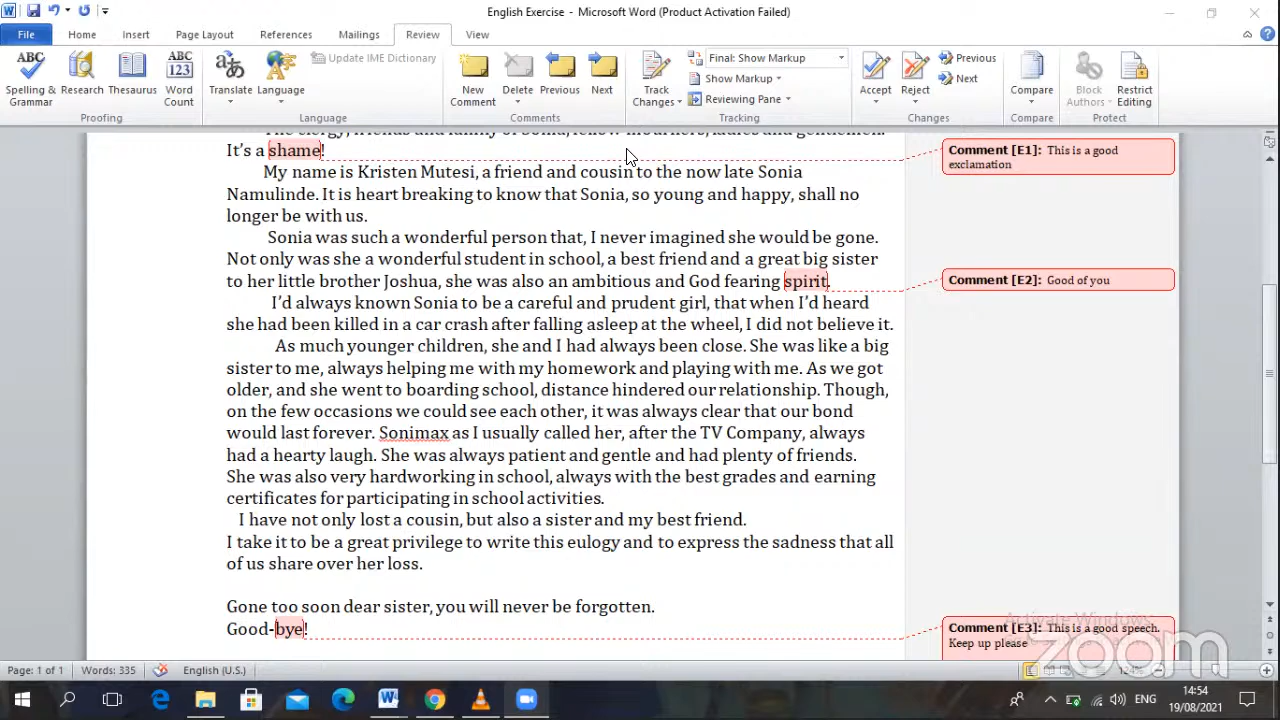 English Exercise - Microsoft Word (Product Activation Failed)
File Home Insert Page Layout References Mailings Review View
Spelling & Grammar Research Thesaurus Word Count Translate Language Update IME Dictionary New Comment Delete Previous Next Track Changes Final: Show Markup Show Markup Reviewing Pane Accept Reject Previous Next Compare Block Authors Restrict Editing
Proofing Language Comments Tracking Changes Compare Protect
The clergy, friends and family of Sonia, fellow mourners, ladies and gentlemen.
It's a shame!
My name is Kristen Mutesi, a friend and cousin to the now late Sonia
Namulinde. It is heart breaking to know that Sonia, so young and happy, shall no
longer be with us.
Sonia was such a wonderful person that, I never imagined she would be gone.
Not only was she a wonderful student in school, a best friend and a great big sister
to her little brother Joshua, she was also an ambitious and God fearing spirit.
I'd always known Sonia to be a careful and prudent girl, that when I'd heard
she had been killed in a car crash after falling asleep at the wheel, I did not believe it.
As much younger children, she and I had always been close. She was like a big
sister to me, always helping me with my homework and playing with me. As we got
older, and she went to boarding school, distance hindered our relationship. Though,
on the few occasions we could see each other, it was always clear that our bond
would last forever. Sonimax as I usually called her, after the TV Company, always
had a hearty laugh. She was always patient and gentle and had plenty of friends.
She was also very hardworking in school, always with the best grades and earning
certificates for participating in school activities.
I have not only lost a cousin, but also a sister and my best friend.
I take it to be a great privilege to write this eulogy and to express the sadness that all
of us share over her loss.
Gone too soon dear sister, you will never be forgotten.
Good-bye!
Comment [E1]: This is a good
exclamation
Comment [E2]: Good of you
Comment [E3]: This is a good speech.
Keep up please
Activate Windows
zoom
Page: 1 of 1 Words: 335 English (U.S.) 124%
ENG 14:54
19/08/2021